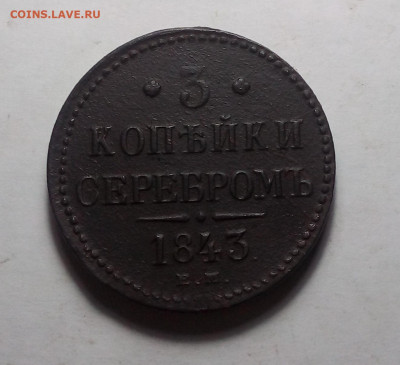 COINS.LAVE.RU
· 3 ·
КОПѢЙКИ
СЕРЕБРОМЪ
1843.
Е.М.